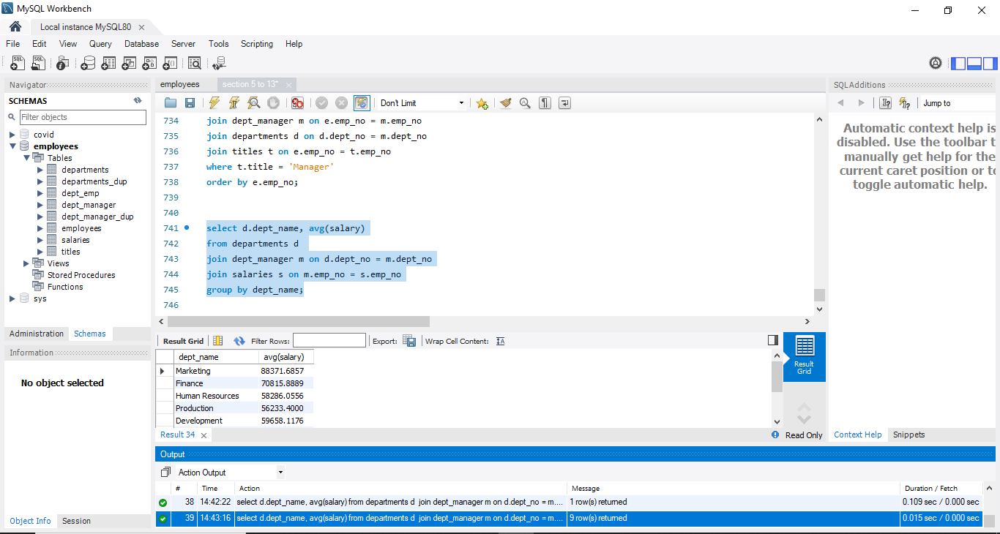 MySQL Workbench
Local instance MySQL80
File Edit View Query Database Server Tools Scripting Help
Navigator
SCHEMAS
Filter objects
covid
employees
Tables
departments
departments_dup
dept_emp
dept_manager
dept_manager_dup
employees
salaries
titles
Views
Stored Procedures
Functions
sys
Administration Schemas
Information
No object selected
Object Info Session
employees section 5 to 13*
Don't Limit
734 join dept_manager m on e.emp_no = m.emp_no
735 join departments d on d.dept_no = m.dept_no
736 join titles t on e.emp_no = t.emp_no
737 where t.title = 'Manager'
738 order by e.emp_no;
739
740
741 select d.dept_name, avg(salary)
742 from departments d
743 join dept_manager m on d.dept_no = m.dept_no
744 join salaries s on m.emp_no = s.emp_no
745 group by dept_name;
746
Result Grid Filter Rows: Export: Wrap Cell Content:
dept_name avg(salary)
Marketing 88371.6857
Finance 70815.8889
Human Resources 58286.0556
Production 56233.4000
Development 59658.1176
Result Grid
Result 34
Read Only
SQLAdditions
Jump to
Automatic context help is
disabled. Use the toolbar t
manually get help for the
current caret position or to
toggle automatic help.
Context Help Snippets
Output
Action Output
# Time Action Message Duration / Fetch
38 14:42:22 select d.dept_name, avg(salary) from departments d join dept_manager m on d.dept_no = m.... 1 row(s) returned 0.109 sec / 0.000 sec
39 14:43:16 select d.dept_name, avg(salary) from departments d join dept_manager m on d.dept_no = m.... 9 row(s) returned 0.015 sec / 0.000 sec